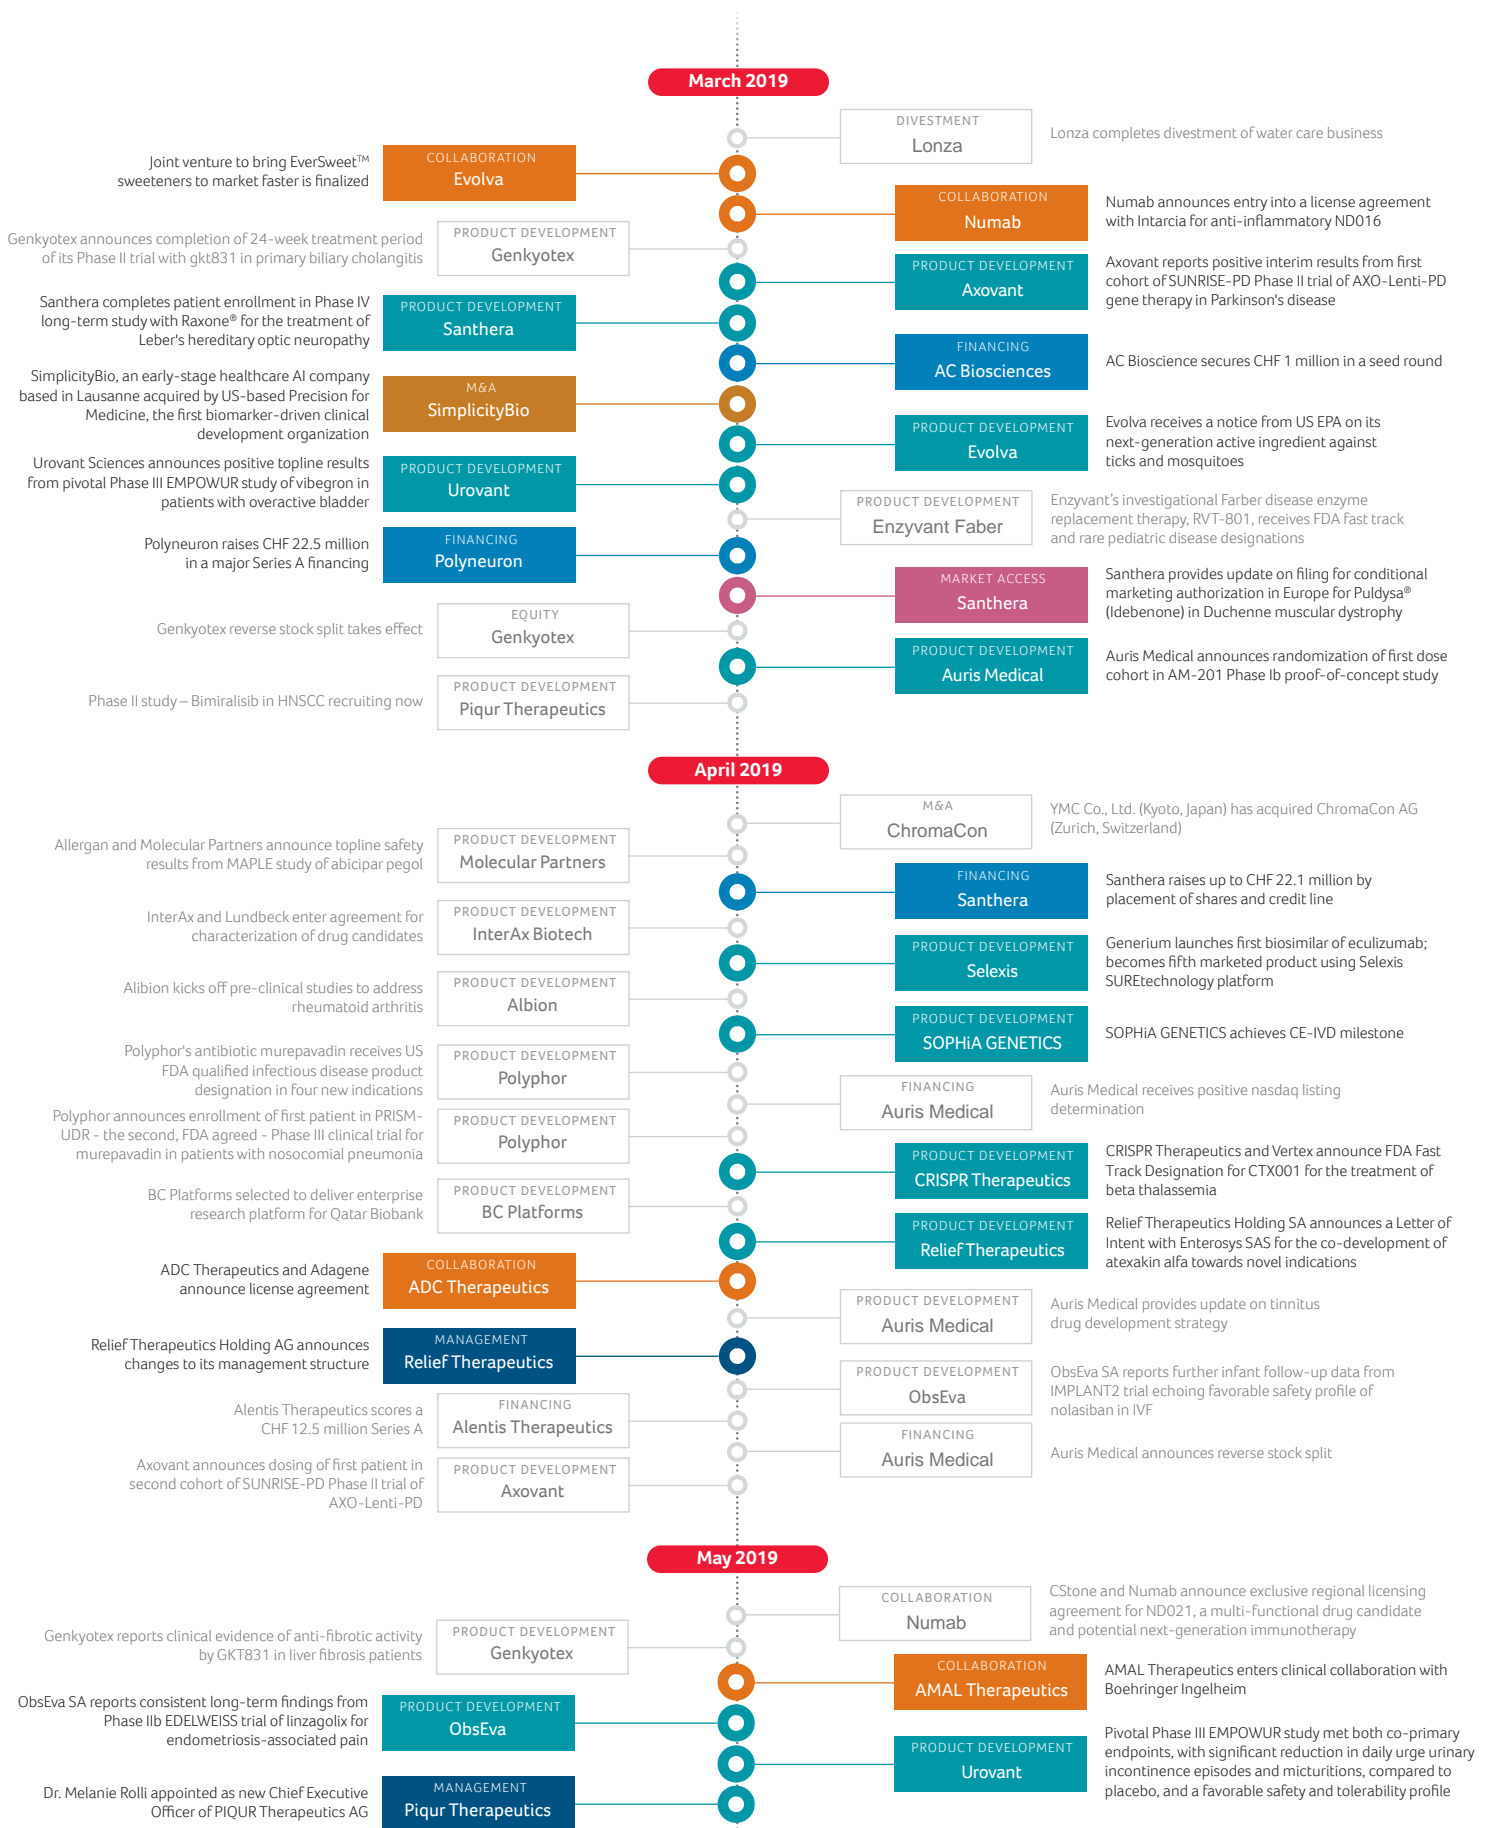 March 2019
DIVESTMENT
Lonza
Lonza completes divestment of water care business
Joint venture to bring EverSweet™
sweeteners to market faster is finalized
COLLABORATION
Evolva
COLLABORATION
Numab
Numab announces entry into a license agreement
with Intarcia for anti-inflammatory ND016
Genkyotex announces completion of 24-week treatment period
of its Phase II trial with gkt831 in primary biliary cholangitis
PRODUCT DEVELOPMENT
Genkyotex
PRODUCT DEVELOPMENT
Axovant
Axovant reports positive interim results from first
cohort of SUNRISE-PD Phase II trial of AXO-Lenti-PD
gene therapy in Parkinson's disease
Santhera completes patient enrollment in Phase IV
long-term study with Raxone® for the treatment of
Leber's hereditary optic neuropathy
PRODUCT DEVELOPMENT
Santhera
FINANCING
AC Biosciences
AC Bioscience secures CHF 1 million in a seed round
SimplicityBio, an early-stage healthcare AI company
based in Lausanne acquired by US-based Precision for
Medicine, the first biomarker-driven clinical
development organization
M&A
SimplicityBio
PRODUCT DEVELOPMENT
Evolva
Evolva receives a notice from US EPA on its
next-generation active ingredient against
ticks and mosquitoes
Urovant Sciences announces positive topline results
from pivotal Phase III EMPOWUR study of vibegron in
patients with overactive bladder
PRODUCT DEVELOPMENT
Urovant
PRODUCT DEVELOPMENT
Enzyvant Faber
Enzyvant’s investigational Farber disease enzyme
replacement therapy, RVT-801, receives FDA fast track
and rare pediatric disease designations
Polyneuron raises CHF 22.5 million
in a major Series A financing
FINANCING
Polyneuron
MARKET ACCESS
Santhera
Santhera provides update on filing for conditional
marketing authorization in Europe for Puldysa®
(Idebenone) in Duchenne muscular dystrophy
Genkyotex reverse stock split takes effect
EQUITY
Genkyotex
PRODUCT DEVELOPMENT
Auris Medical
Auris Medical announces randomization of first dose
cohort in AM-201 Phase Ib proof-of-concept study
Phase II study – Bimiralisib in HNSCC recruiting now
PRODUCT DEVELOPMENT
Piqur Therapeutics
April 2019
M&A
ChromaCon
YMC Co., Ltd. (Kyoto, Japan) has acquired ChromaCon AG
(Zurich, Switzerland)
Allergan and Molecular Partners announce topline safety
results from MAPLE study of abicipar pegol
PRODUCT DEVELOPMENT
Molecular Partners
FINANCING
Santhera
Santhera raises up to CHF 22.1 million by
placement of shares and credit line
InterAx and Lundbeck enter agreement for
characterization of drug candidates
PRODUCT DEVELOPMENT
InterAx Biotech
PRODUCT DEVELOPMENT
Selexis
Generium launches first biosimilar of eculizumab;
becomes fifth marketed product using Selexis
SUREtechnology platform
Alibion kicks off pre-clinical studies to address
rheumatoid arthritis
PRODUCT DEVELOPMENT
Albion
PRODUCT DEVELOPMENT
SOPHiA GENETICS
SOPHiA GENETICS achieves CE-IVD milestone
Polyphor's antibiotic murepavadin receives US
FDA qualified infectious disease product
designation in four new indications
PRODUCT DEVELOPMENT
Polyphor
FINANCING
Auris Medical
Auris Medical receives positive nasdaq listing
determination
Polyphor announces enrollment of first patient in PRISM-
UDR - the second, FDA agreed - Phase III clinical trial for
murepavadin in patients with nosocomial pneumonia
PRODUCT DEVELOPMENT
Polyphor
PRODUCT DEVELOPMENT
CRISPR Therapeutics
CRISPR Therapeutics and Vertex announce FDA Fast
Track Designation for CTX001 for the treatment of
beta thalassemia
BC Platforms selected to deliver enterprise
research platform for Qatar Biobank
PRODUCT DEVELOPMENT
BC Platforms
PRODUCT DEVELOPMENT
Relief Therapeutics
Relief Therapeutics Holding SA announces a Letter of
Intent with Enterosys SAS for the co-development of
atexakin alfa towards novel indications
ADC Therapeutics and Adagene
announce license agreement
COLLABORATION
ADC Therapeutics
PRODUCT DEVELOPMENT
Auris Medical
Auris Medical provides update on tinnitus
drug development strategy
Relief Therapeutics Holding AG announces
changes to its management structure
MANAGEMENT
Relief Therapeutics
PRODUCT DEVELOPMENT
ObsEva
ObsEva SA reports further infant follow-up data from
IMPLANT2 trial echoing favorable safety profile of
nolasiban in IVF
Alentis Therapeutics scores a
CHF 12.5 million Series A
FINANCING
Alentis Therapeutics
FINANCING
Auris Medical
Auris Medical announces reverse stock split
Axovant announces dosing of first patient in
second cohort of SUNRISE-PD Phase II trial of
AXO-Lenti-PD
PRODUCT DEVELOPMENT
Axovant
May 2019
COLLABORATION
Numab
CStone and Numab announce exclusive regional licensing
agreement for ND021, a multi-functional drug candidate
and potential next-generation immunotherapy
Genkyotex reports clinical evidence of anti-fibrotic activity
by GKT831 in liver fibrosis patients
PRODUCT DEVELOPMENT
Genkyotex
COLLABORATION
AMAL Therapeutics
AMAL Therapeutics enters clinical collaboration with
Boehringer Ingelheim
ObsEva SA reports consistent long-term findings from
Phase IIb EDELWEISS trial of linzagolix for
endometriosis-associated pain
PRODUCT DEVELOPMENT
ObsEva
PRODUCT DEVELOPMENT
Urovant
Pivotal Phase III EMPOWUR study met both co-primary
endpoints, with significant reduction in daily urge urinary
incontinence episodes and micturitions, compared to
placebo, and a favorable safety and tolerability profile
Dr. Melanie Rolli appointed as new Chief Executive
Officer of PIQUR Therapeutics AG
MANAGEMENT
Piqur Therapeutics